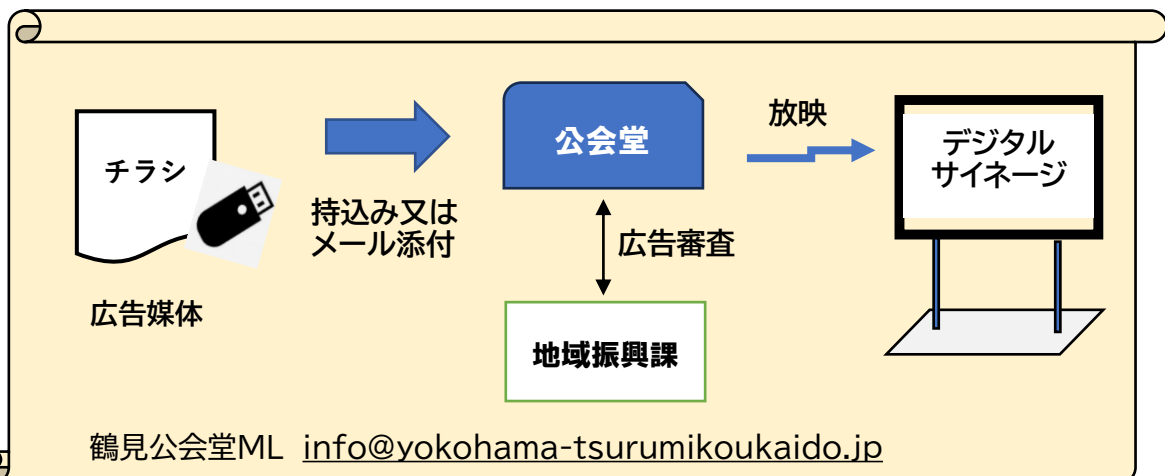 チラシ
広告媒体
持込み又は
メール添付
公会堂
広告審査
地域振興課
放映
デジタル
サイネージ
鶴見公会堂ML info@yokohama-tsurumikoukaido.jp